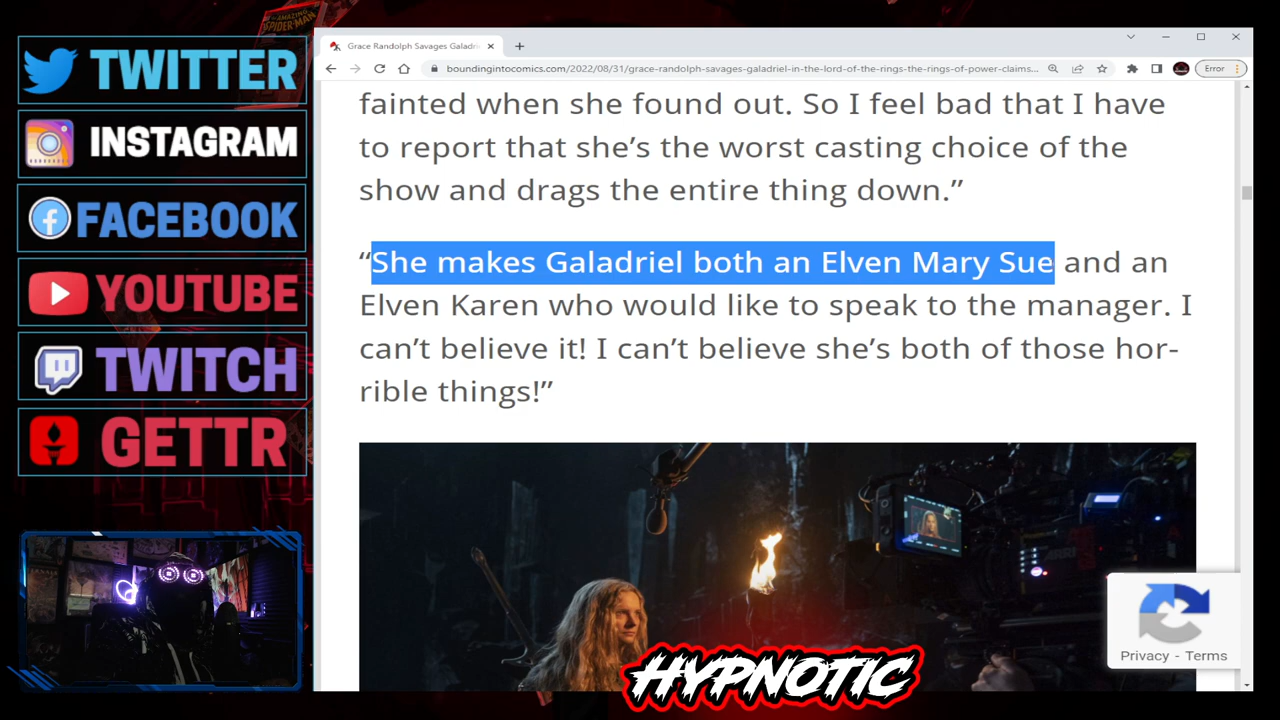 TWITTER
INSTAGRAM
FACEBOOK
YOUTUBE
TWITCH
GETTR
Grace Randolph Savages Galadri
boundingintocomics.com/2022/08/31/grace-randolph-savages-galadriel-in-the-lord-of-the-rings-the-rings-of-power-claims...
Error
fainted when she found out. So I feel bad that I have
to report that she’s the worst casting choice of the
show and drags the entire thing down.”
“She makes Galadriel both an Elven Mary Sue and an
Elven Karen who would like to speak to the manager. I
can’t believe it! I can’t believe she’s both of those hor-
rible things!”
Privacy - Terms
HYPNOTIC